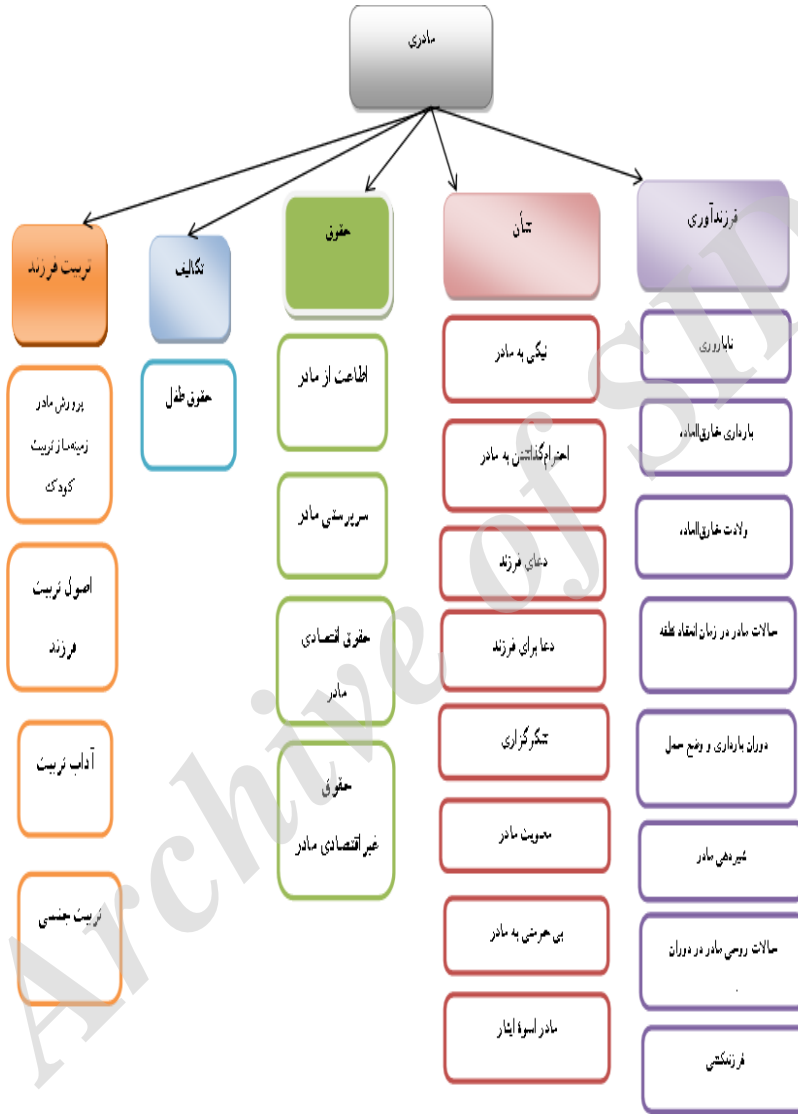 مادری
فرزندآوری
ناباروری
بارداری خارق‌العاده
ولادت خارق‌العاده
حالات مادر در زمان انعقاد نطفه
دوران بارداری و وضع حمل
شیردهی مادر
حالات روحی مادر در دوران
فرزندکشی
شأن
نیکی به مادر
احترام‌گذاشتن به مادر
دعای فرزند
دعا برای فرزند
شکرگزاری
بی حرمتی به مادر
مادر اسوهٔ ایثار
حقوق
اطاعت از مادر
سرپرستی مادر
حقوق اقتصادی
مادر
حقوق
غیر اقتصادی مادر
تکالیف
حقوق طفل
تربیت فرزند
پرورش مادر
زمینه‌ساز تربیت
کودک
اصول تربیت
فرزند
آداب تربیت
تربیت جنسی
Archive of SID